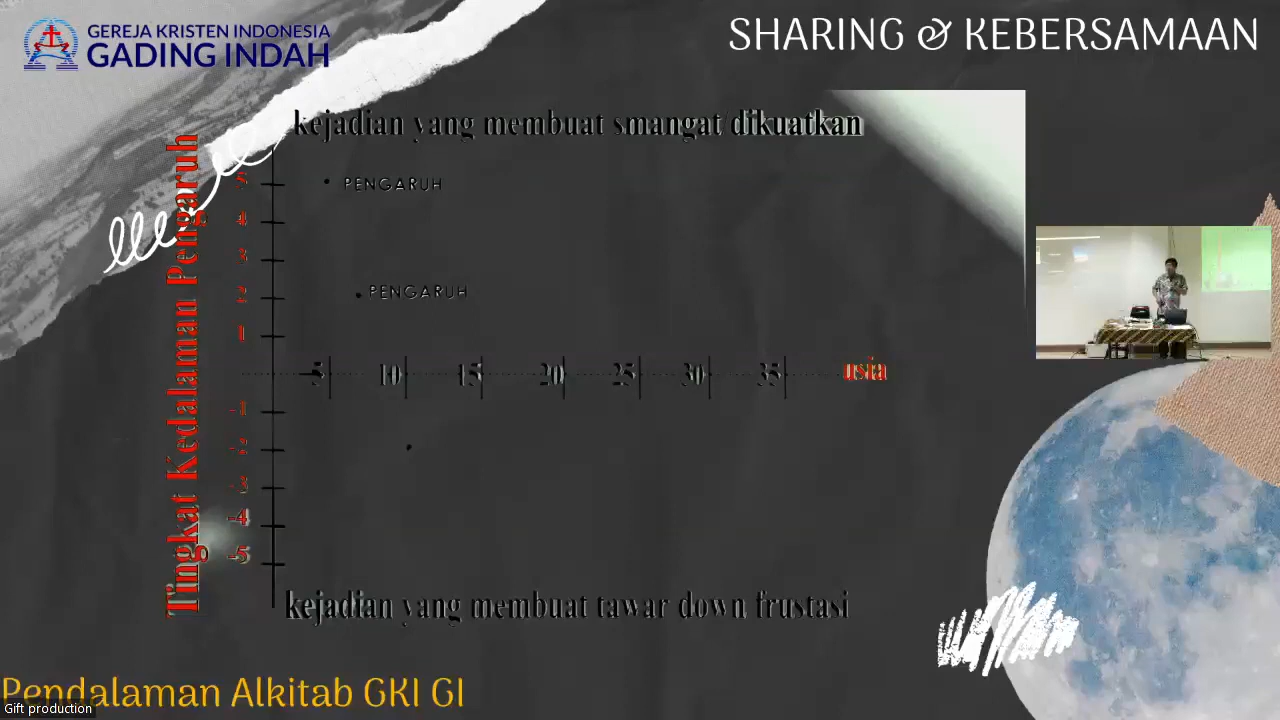 GEREJA KRISTEN INDONESIA
GADING INDAH
SHARING & KEBERSAMAAN
kejadian yang membuat smangat dikuatkan
Tingkat Kedalaman Pengaruh
5
PENGARUH
4
3
2
PENGARUH
1
5 10 15 20 25 30 35 usia
-1
-2
-3
-4
-5
kejadian yang membuat tawar down frustasi
Pendalaman Alkitab GKI GI
Gift production